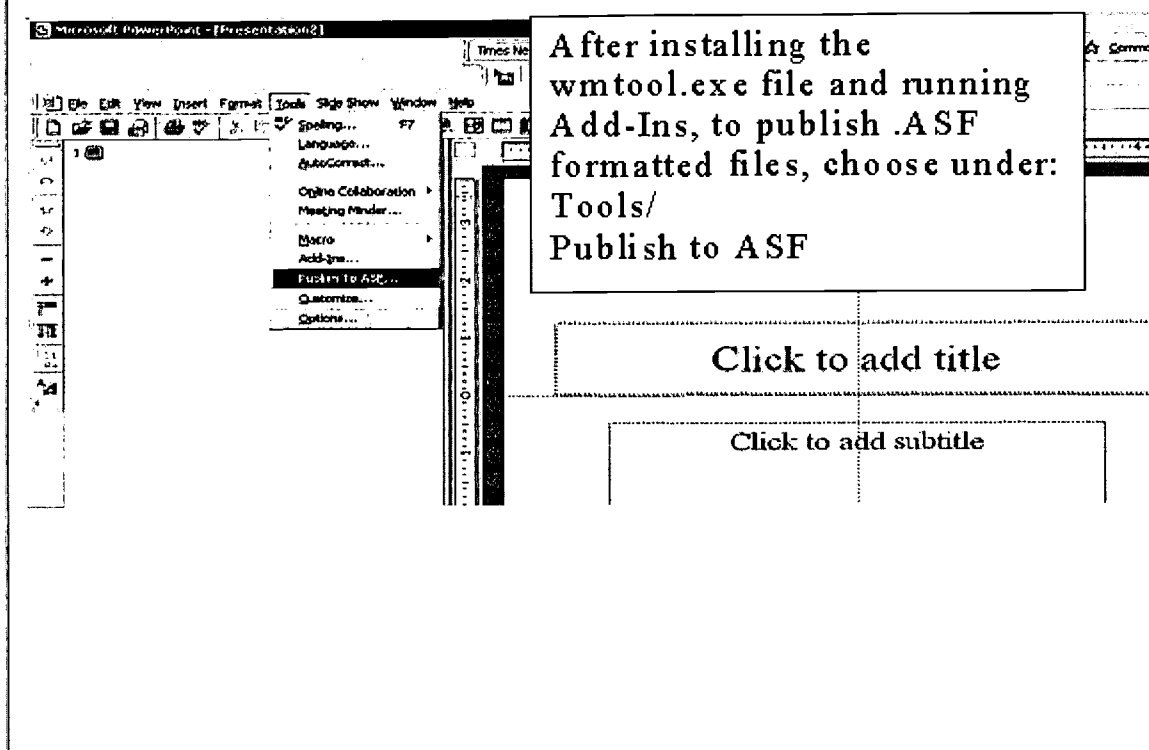 Microsoft PowerPoint - [Presentation2]
Times Ne
File Edit View Insert Format Tools Slide Show Window Help
Spelling... F7
Language...
AutoCorrect...
Online Collaboration
Meeting Minder...
Macro
Add-Ins...
Publish to ASF...
Customize...
Options...
1
After installing the
wmtool.exe file and running
Add-Ins, to publish .ASF
formatted files, choose under:
Tools/
Publish to ASF
Click to add title
Click to add subtitle